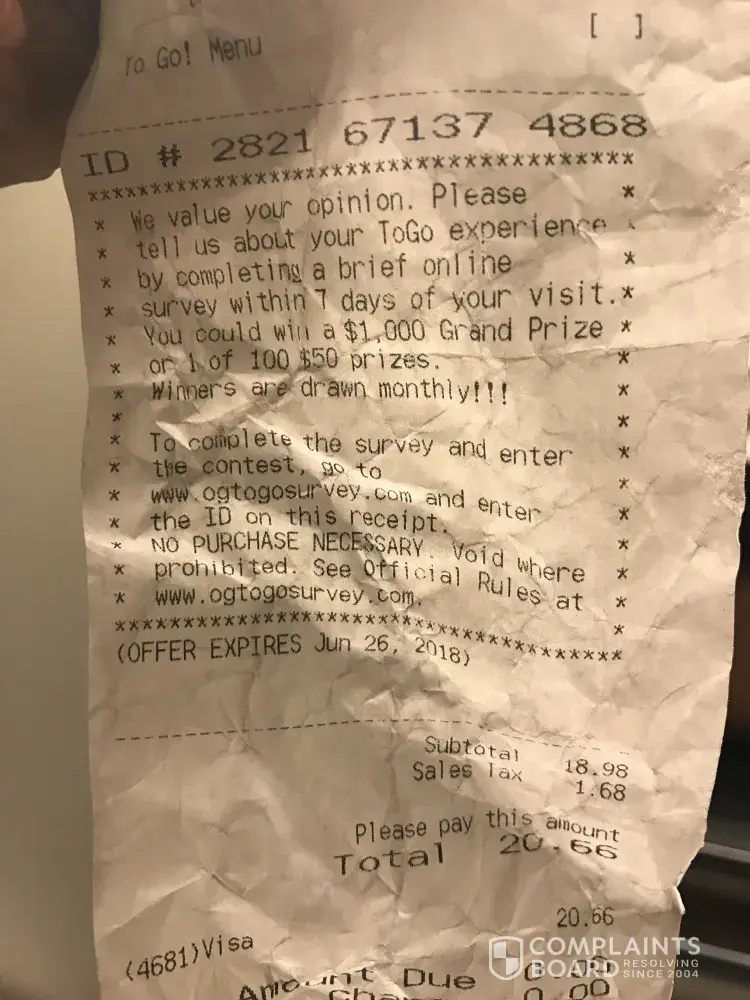 [ ]
To Go! Menu
ID # 2821 67137 4868
****************************************
* We value your opinion. Please *
* tell us about your ToGo experience *
* by completing a brief online *
* survey within 7 days of your visit.*
* You could win a $1,000 Grand Prize *
* or 1 of 100 $50 prizes. *
* Winners are drawn monthly!!! *
* *
* To complete the survey and enter *
* the contest, go to *
* www.ogtogosurvey.com and enter *
* the ID on this receipt. *
* NO PURCHASE NECESSARY. Void where *
* prohibited. See Official Rules at *
* www.ogtogosurvey.com. *
****************************************
(OFFER EXPIRES Jun 26, 2018)
Subtotal 18.98
Sales Tax 1.68
Please pay this amount
Total 20.66
20.66
(4681)Visa
Amount Due 0.00
Change 0.00
COMPLAINTS
BOARD RESOLVING SINCE 2004